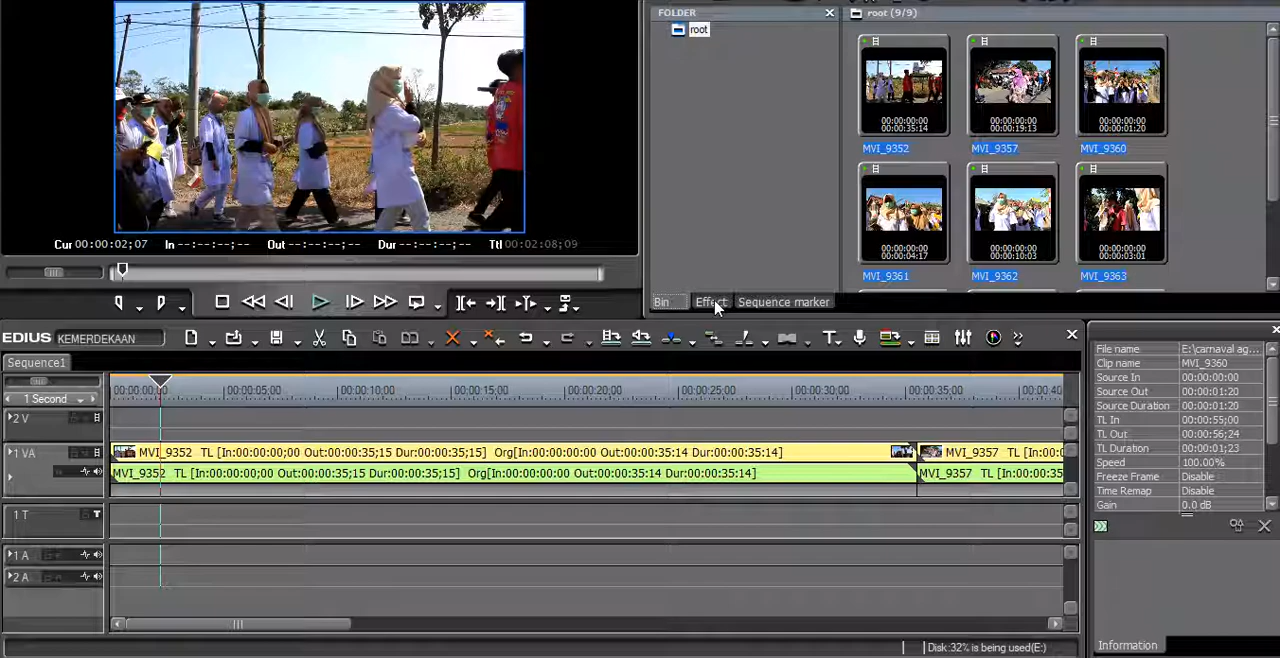 FOLDER
root (9/9)
root
00:00:00:00
00:00:35:14
00:00:00:00
00:00:19:13
00:00:00:00
00:00:01:20
MVI_9352
MVI_9357
MVI_9360
00:00:00:00
00:00:04:17
00:00:00:00
00:00:10:03
00:00:00:00
00:00:03:01
MVI_9361
MVI_9362
MVI_9363
Cur 00:00:02;07 In --:--:--;-- Out --:--:--;-- Dur --:--:--;-- Ttl 00:02:08;09
Bin Effect Sequence marker
EDIUS KEMERDEKAAN
Sequence1
1 Second
00:00:00;00 00:00:05;00 00:00:10;00 00:00:15;00 00:00:20;00 00:00:25;00 00:00:30;00 00:00:35;00 00:00:40
2 V
1 VA
MVI_9352 TL [In:00:00:00;00 Out:00:00:35;15 Dur:00:00:35;15] Org[In:00:00:00:00 Out:00:00:35:14 Dur:00:00:35:14]
MVI_9357 TL [In:00:0
MVI_9352 TL [In:00:00:00;00 Out:00:00:35;15 Dur:00:00:35;15] Org[In:00:00:00:00 Out:00:00:35:14 Dur:00:00:35:14]
MVI_9357 TL [In:00:00:35
1 T T
1 A
2 A
File name E:\carnaval ag...
Clip name MVI_9360
Source In 00:00:00:00
Source Out 00:00:01:20
Source Duration 00:00:01:20
TL In 00:00:55;00
TL Out 00:00:56;24
TL Duration 00:00:01;23
Speed 100.00%
Freeze Frame Disable
Time Remap Disable
Gain 0.0 dB
Information
Disk:32% is being used(E:)